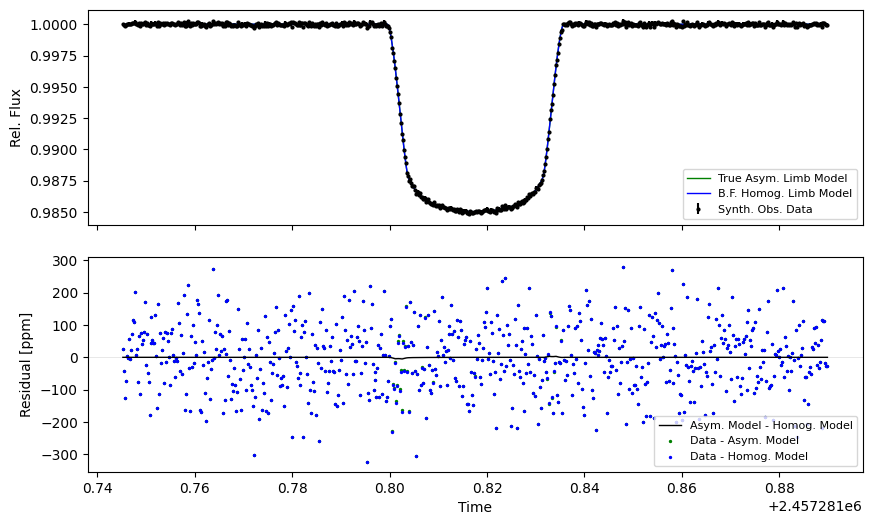 1.0000
0.9975
0.9950
0.9925
0.9900
0.9875
0.9850
Rel. Flux
True Asym. Limb Model
B.F. Homog. Limb Model
Synth. Obs. Data
300
200
100
0
−100
−200
−300
Residual [ppm]
Asym. Model - Homog. Model
Data - Asym. Model
Data - Homog. Model
0.74 0.76 0.78 0.80 0.82 0.84 0.86 0.88
Time
+2.457281e6